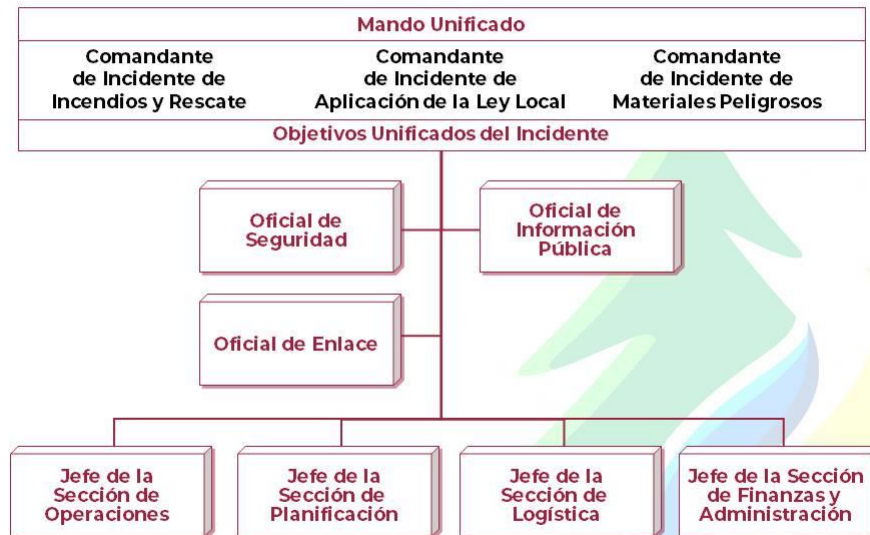 Mando Unificado
Comandante
de Incidente de
Incendios y Rescate
Comandante
de Incidente de
Aplicación de la Ley Local
Comandante
de Incidente de
Materiales Peligrosos
Objetivos Unificados del Incidente
Oficial de
Seguridad
Oficial de
Información
Pública
Oficial de Enlace
Jefe de la
Sección de
Operaciones
Jefe de la
Sección de
Planificación
Jefe de la
Sección de
Logística
Jefe de la Sección
de Finanzas y
Administración